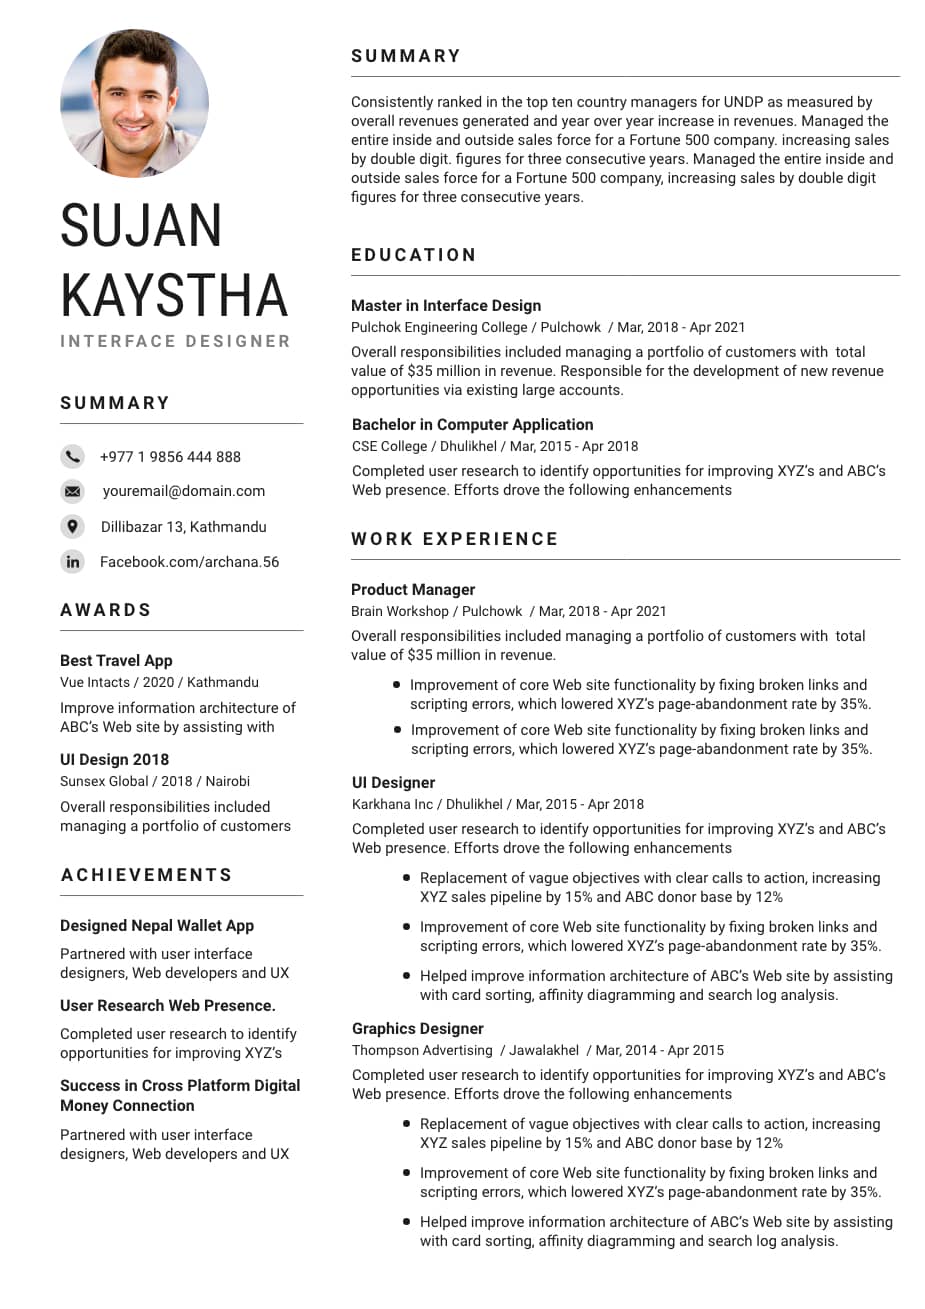 SUJAN
KAYSTHA
INTERFACE DESIGNER
SUMMARY
+977 1 9856 444 888
youremail@domain.com
Dillibazar 13, Kathmandu
in
Facebook.com/archana.56
AWARDS
Best Travel App
Vue Intacts / 2020 / Kathmandu
Improve information architecture of
ABC’s Web site by assisting with
UI Design 2018
Sunsex Global / 2018 / Nairobi
Overall responsibilities included
managing a portfolio of customers
ACHIEVEMENTS
Designed Nepal Wallet App
Partnered with user interface
designers, Web developers and UX
User Research Web Presence.
Completed user research to identify
opportunities for improving XYZ’s
Success in Cross Platform Digital
Money Connection
Partnered with user interface
designers, Web developers and UX
SUMMARY
Consistently ranked in the top ten country managers for UNDP as measured by
overall revenues generated and year over year increase in revenues. Managed the
entire inside and outside sales force for a Fortune 500 company. increasing sales
by double digit. figures for three consecutive years. Managed the entire inside and
outside sales force for a Fortune 500 company, increasing sales by double digit
figures for three consecutive years.
EDUCATION
Master in Interface Design
Pulchok Engineering College / Pulchowk / Mar, 2018 - Apr 2021
Overall responsibilities included managing a portfolio of customers with total
value of $35 million in revenue. Responsible for the development of new revenue
opportunities via existing large accounts.
Bachelor in Computer Application
CSE College / Dhulikhel / Mar, 2015 - Apr 2018
Completed user research to identify opportunities for improving XYZ’s and ABC’s
Web presence. Efforts drove the following enhancements
WORK EXPERIENCE
Product Manager
Brain Workshop / Pulchowk / Mar, 2018 - Apr 2021
Overall responsibilities included managing a portfolio of customers with total
value of $35 million in revenue.
• Improvement of core Web site functionality by fixing broken links and
scripting errors, which lowered XYZ’s page-abandonment rate by 35%.
• Improvement of core Web site functionality by fixing broken links and
scripting errors, which lowered XYZ’s page-abandonment rate by 35%.
UI Designer
Karkhana Inc / Dhulikhel / Mar, 2015 - Apr 2018
Completed user research to identify opportunities for improving XYZ’s and ABC’s
Web presence. Efforts drove the following enhancements
• Replacement of vague objectives with clear calls to action, increasing
XYZ sales pipeline by 15% and ABC donor base by 12%
• Improvement of core Web site functionality by fixing broken links and
scripting errors, which lowered XYZ’s page-abandonment rate by 35%.
• Helped improve information architecture of ABC’s Web site by assisting
with card sorting, affinity diagramming and search log analysis.
Graphics Designer
Thompson Advertising / Jawalakhel / Mar, 2014 - Apr 2015
Completed user research to identify opportunities for improving XYZ’s and ABC’s
Web presence. Efforts drove the following enhancements
• Replacement of vague objectives with clear calls to action, increasing
XYZ sales pipeline by 15% and ABC donor base by 12%
• Improvement of core Web site functionality by fixing broken links and
scripting errors, which lowered XYZ’s page-abandonment rate by 35%.
• Helped improve information architecture of ABC’s Web site by assisting
with card sorting, affinity diagramming and search log analysis.